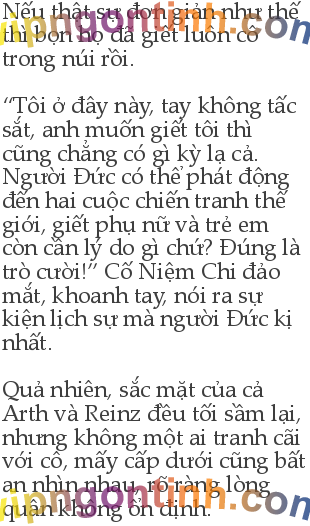 Nếu thật sự đơn giản như thế
thì bọn họ đã giết luôn cô
trong núi rồi.
“Tôi ở đây này, tay không tấc
sắt, anh muốn giết tôi thì
cũng chẳng có gì kỳ lạ cả.
Người Đức có thể phát động
đến hai cuộc chiến tranh thế
giới, giết phụ nữ và trẻ em
còn cần lý do gì chứ? Đúng là
trò cười!” Cố Niệm Chi đảo
mắt, khoanh tay, nói ra sự
kiện lịch sự mà người Đức kị
nhất.
Quả nhiên, sắc mặt của cả
Arth và Reinz đều tối sầm lại,
nhưng không một ai tranh cãi
với cô, mấy cấp dưới cũng bất
an nhìn nhau, rõ ràng lòng
quân không ổn định.
vipngontinh.com
vipngontinh.com